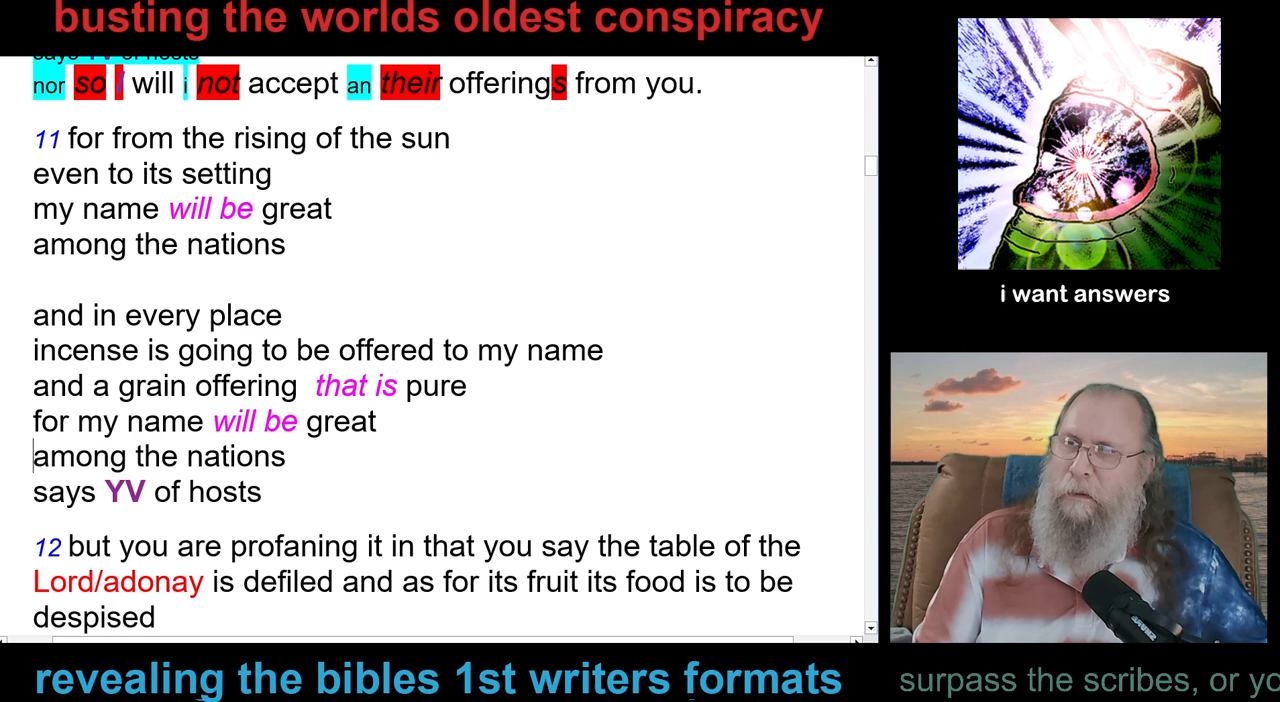 busting the worlds oldest conspiracy
says YV of hosts
nor so I will i not accept an their offerings from you.
11 for from the rising of the sun
even to its setting
my name will be great
among the nations
and in every place
incense is going to be offered to my name
and a grain offering that is pure
for my name will be great
among the nations
says YV of hosts
12 but you are profaning it in that you say the table of the
Lord/adonay is defiled and as for its fruit its food is to be
despised
i want answers
revealing the bibles 1st writers formats
surpass the scribes, or yo